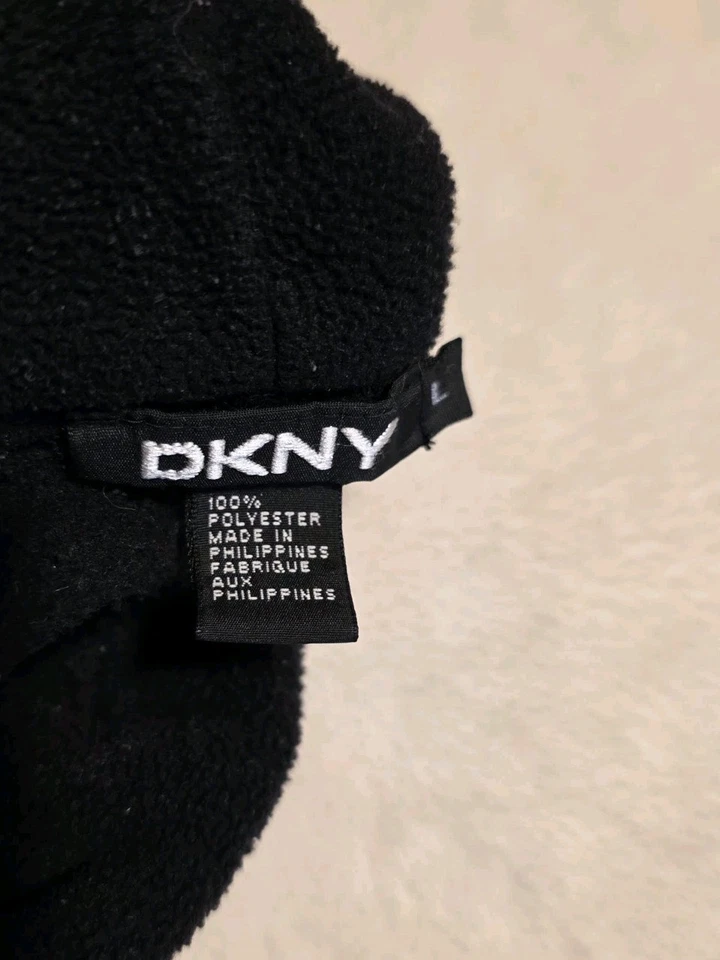 DKNY
L
100%
POLYESTER
MADE IN
PHILIPPINES
FABRIQUE
AUX
PHILIPPINES